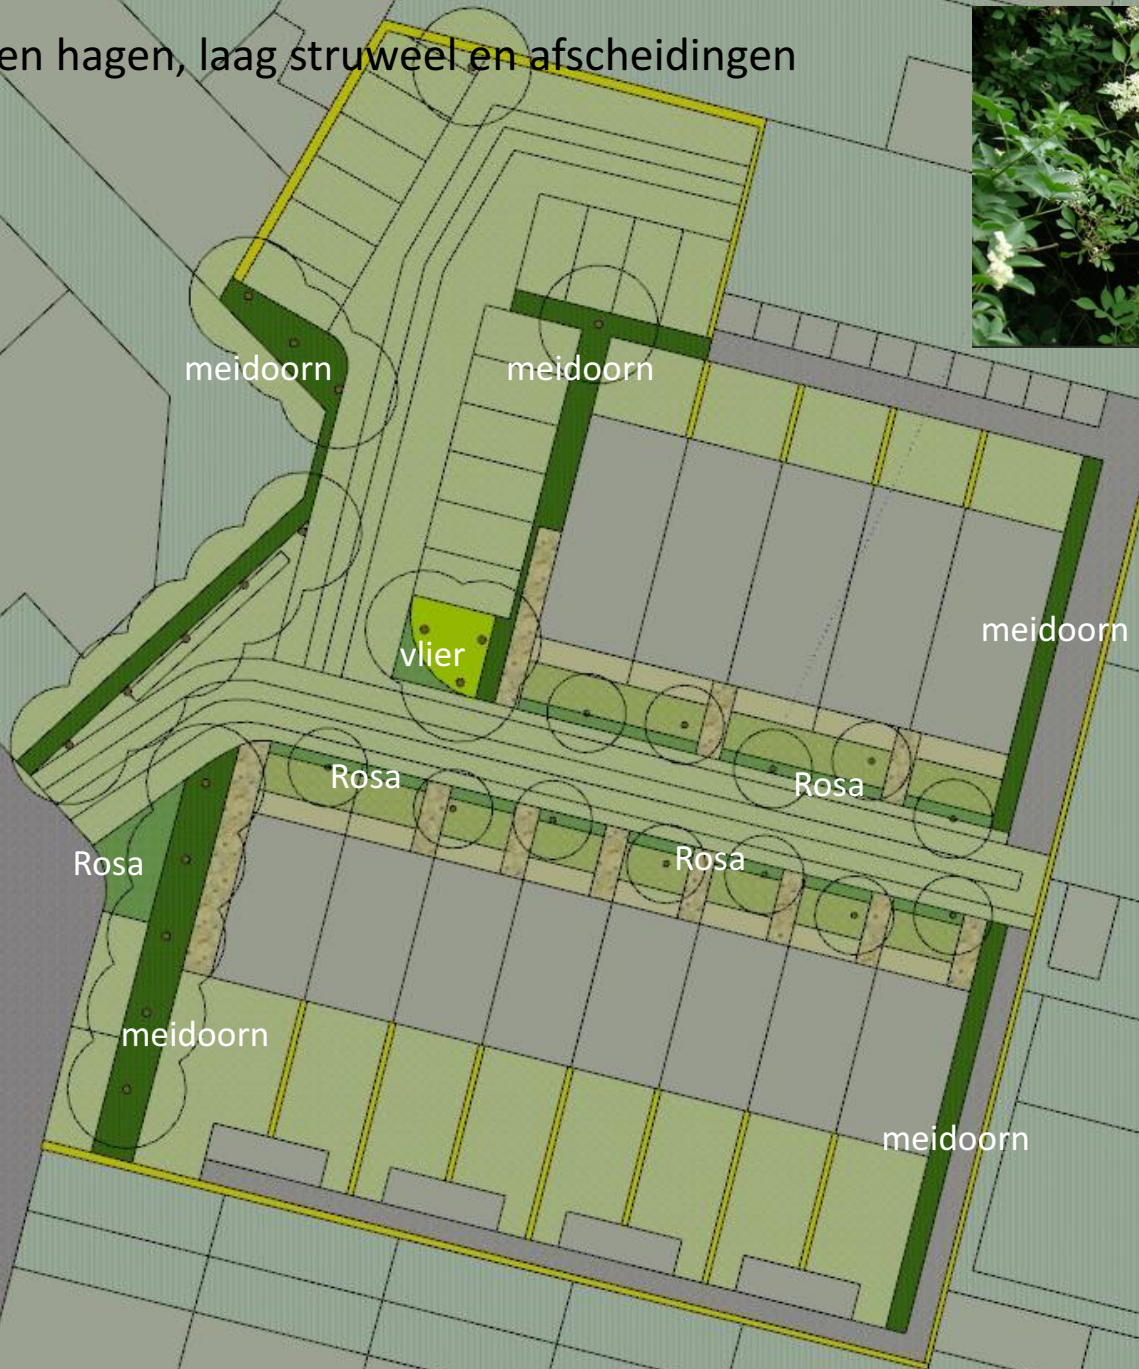 en hagen, laag struweel en afscheidingen
meidoorn
meidoorn
meidoorn
vlier
Rosa
Rosa
Rosa
Rosa
meidoorn
meidoorn